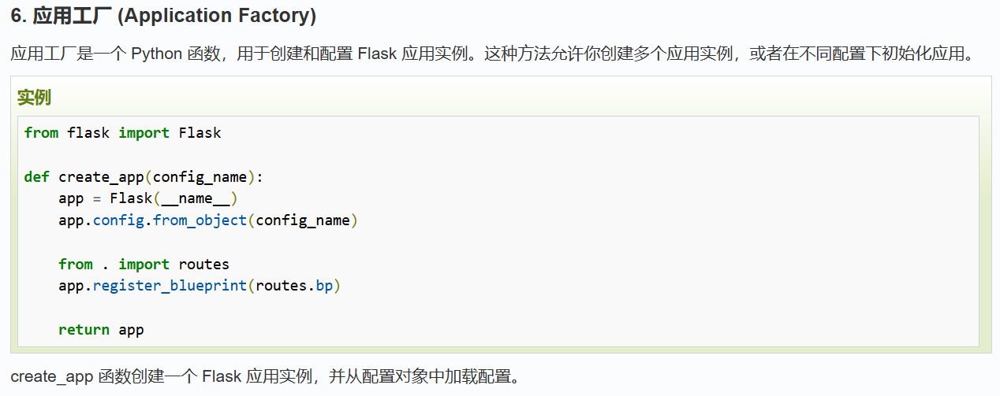 6. 应用工厂 (Application Factory)
应用工厂是一个 Python 函数，用于创建和配置 Flask 应用实例。这种方法允许你创建多个应用实例，或者在不同配置下初始化应用。
实例
from flask import Flask
def create_app(config_name):
    app = Flask(__name__)
    app.config.from_object(config_name)
    from . import routes
    app.register_blueprint(routes.bp)
    return app
create_app 函数创建一个 Flask 应用实例，并从配置对象中加载配置。